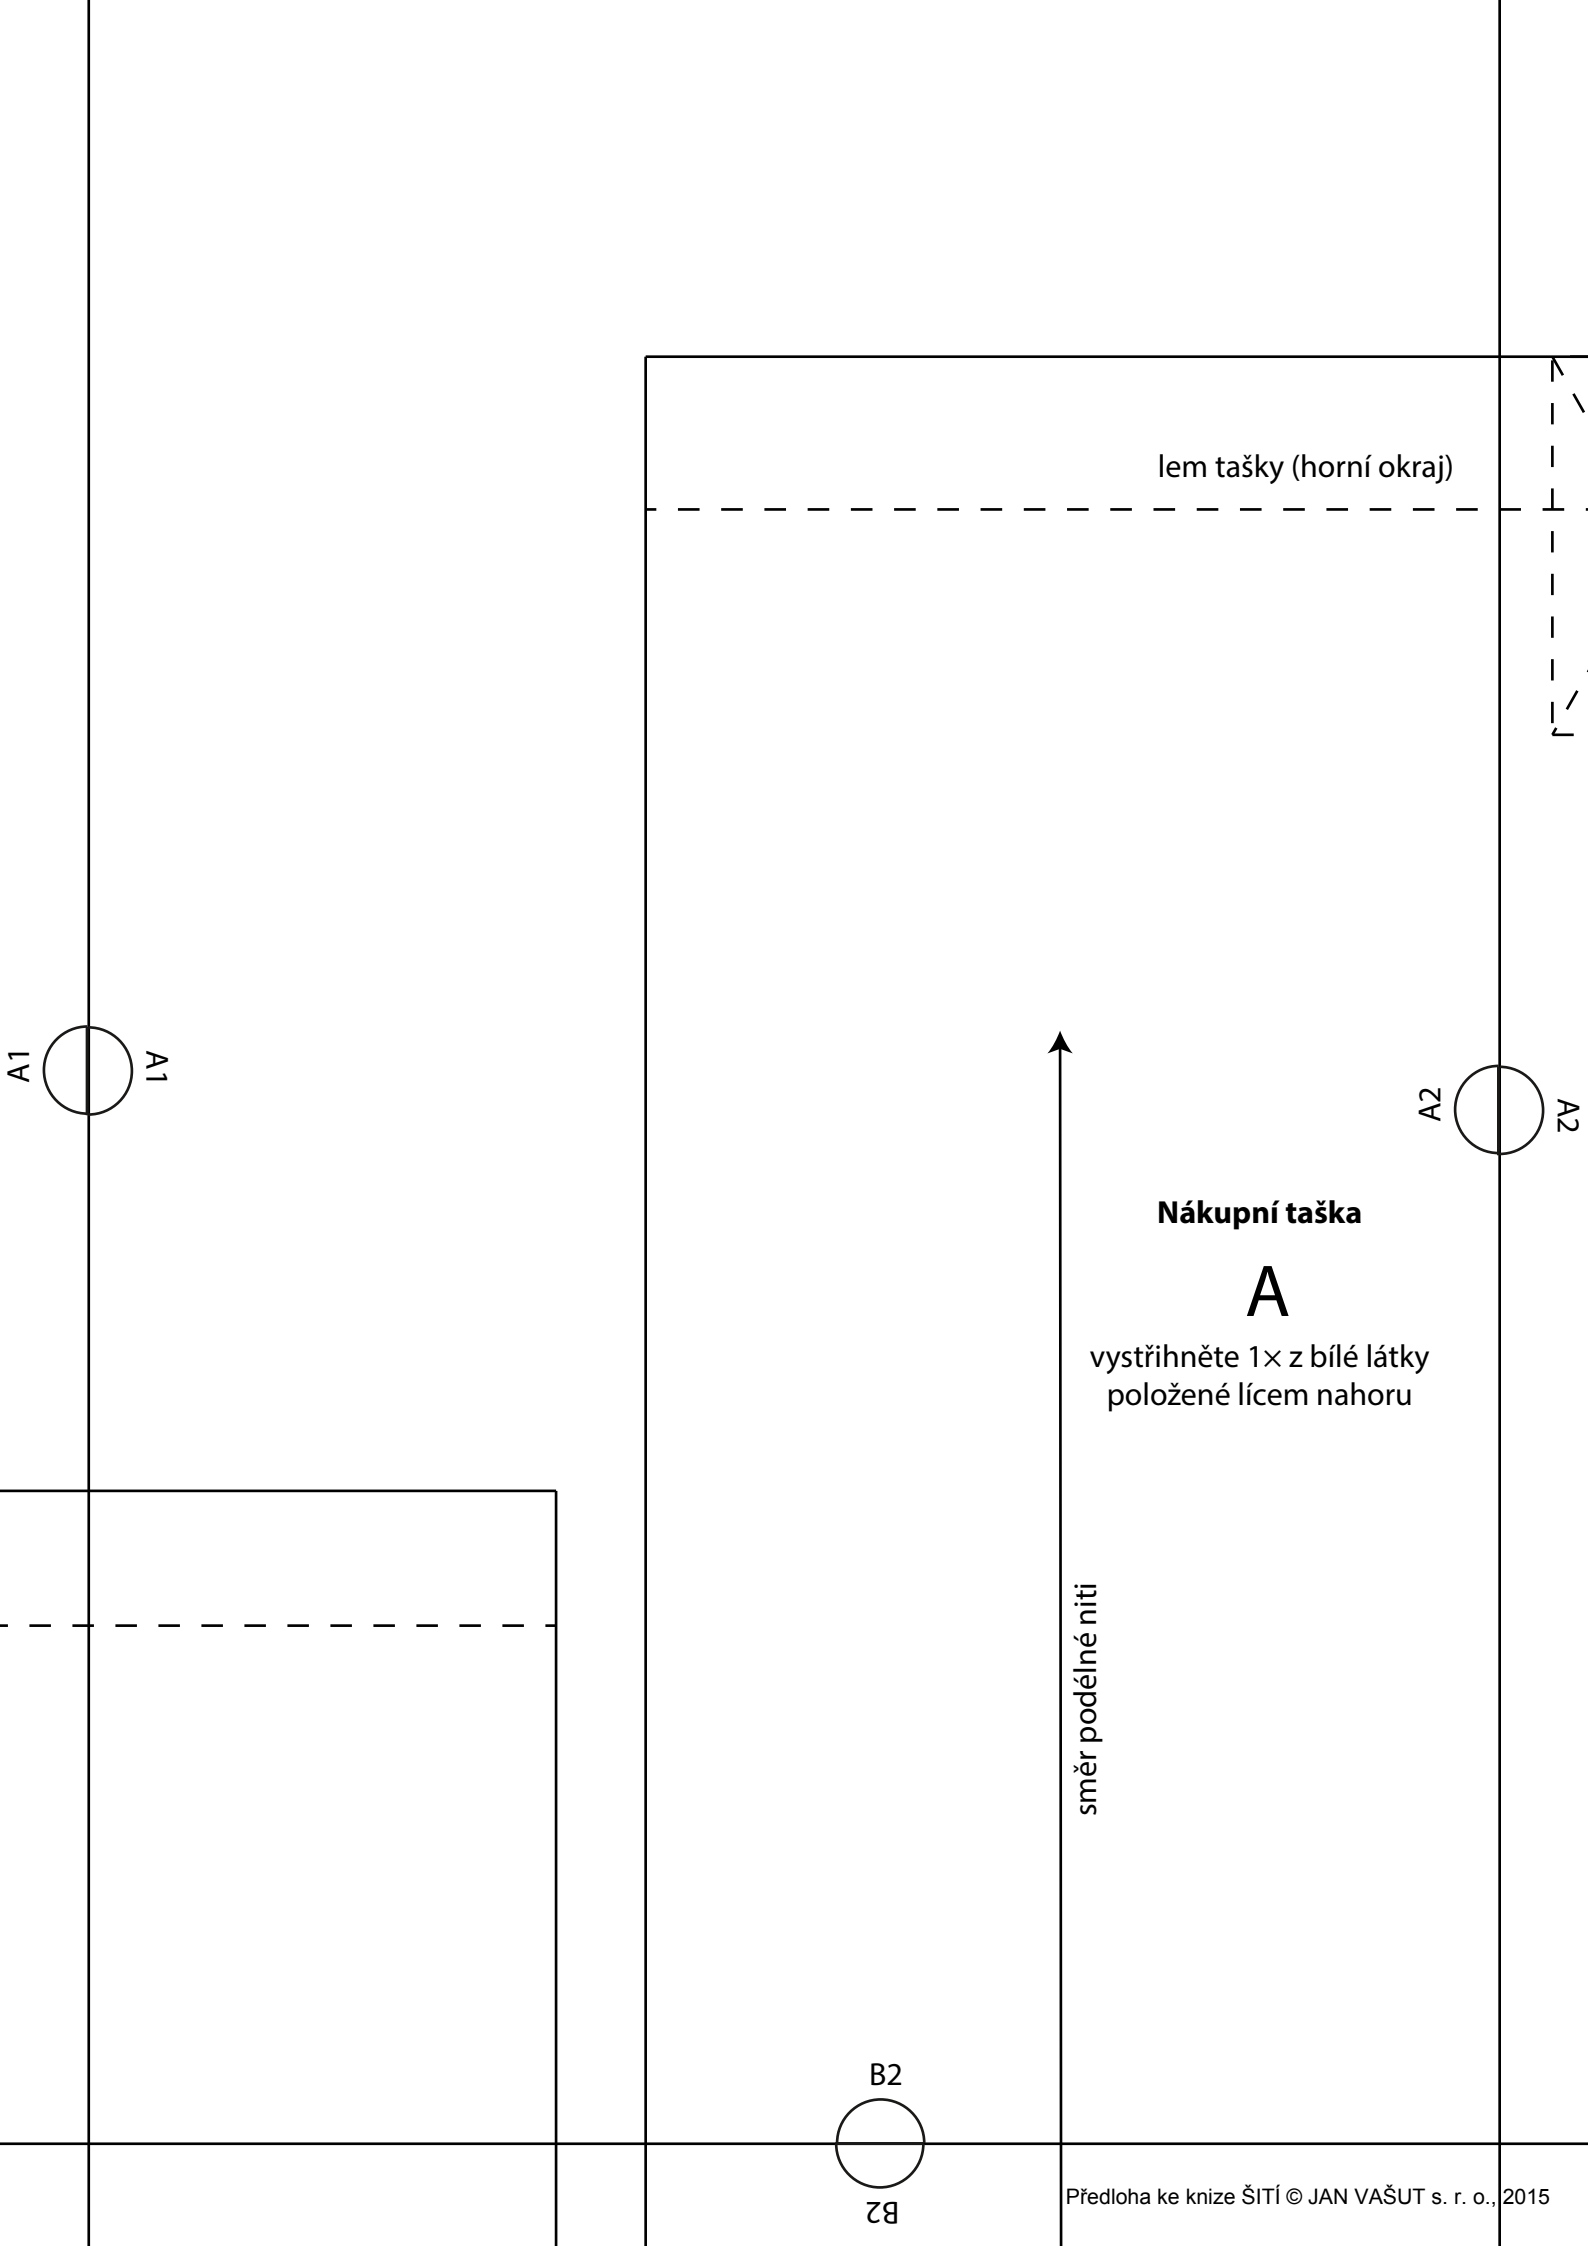 lem tašky (horní okraj)
A1
A1
A2
A2
Nákupní taška
A
vystřihněte 1× z bílé látky
položené lícem nahoru
směr podélné niti
B2
B2
Předloha ke knize ŠITÍ © JAN VAŠUT s. r. o., 2015